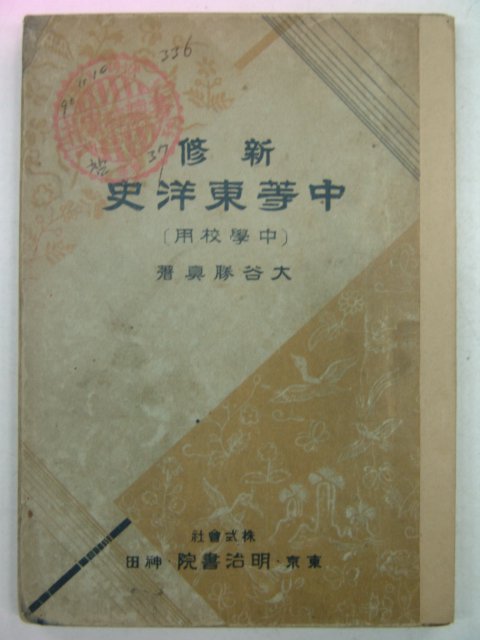 336
37
新修
中等東洋史
(中學校用)
大谷勝眞著
株式會社
東京・明治書院・神田